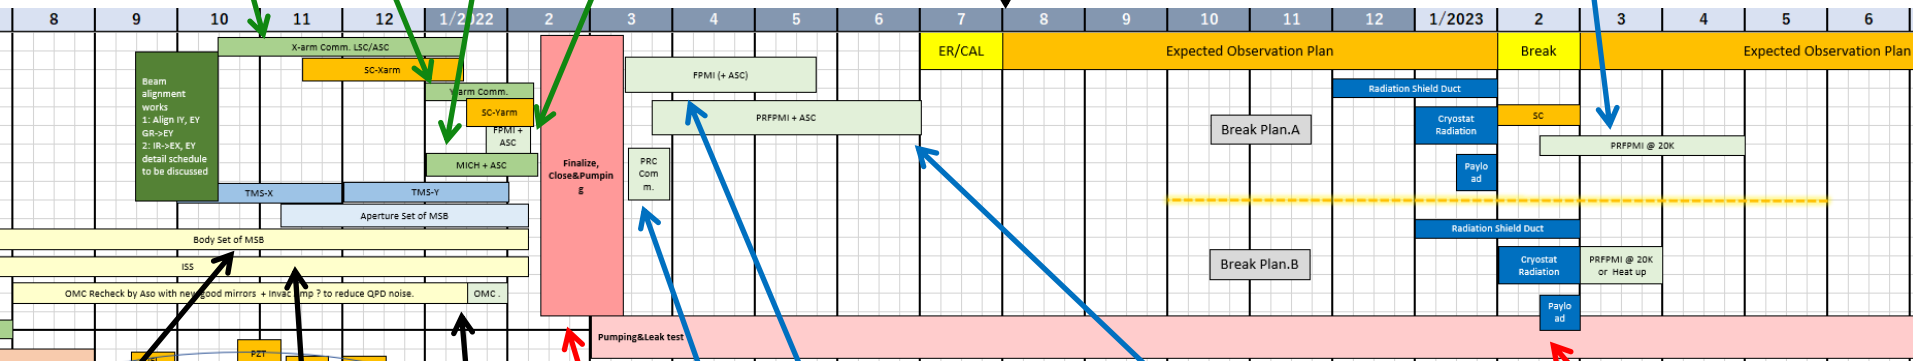 8 9 10 11 12 1/2022 2 3 4 5 6 7 8 9 10 11 12 1/2023 2 3 4 5 6
X-arm Comm. LSC/ASC
SC-Xarm
Beam
alignment
works
1: Align IY, EY
GR->EY
2: IR->EX, EY
detail schedule
to be discussed
arm Comm.
SC-Yarm
FPMI +
ASC
MICH + ASC
TMS-X
TMS-Y
Aperture Set of MSB
Body Set of MSB
ISS
OMC Recheck by Aso with new good mirrors + Invac ? to reduce QPD noise.
OMC .
PZT
Finalize,
Close&Pumpin
g
FPMI (+ ASC)
PRFPMI + ASC
PRC
Com
m.
Pumping&Leak test
ER/CAL
Expected Observation Plan
Break
Expected Observation Plan
Radiation Shield Duct
Break Plan.A
Cryostat
Radiation
SC
PRFPMI @ 20K
Paylo
ad
Radiation Shield Duct
Break Plan.B
Cryostat
Radiation
PRFPMI @ 20K
or Heat up
Paylo
ad